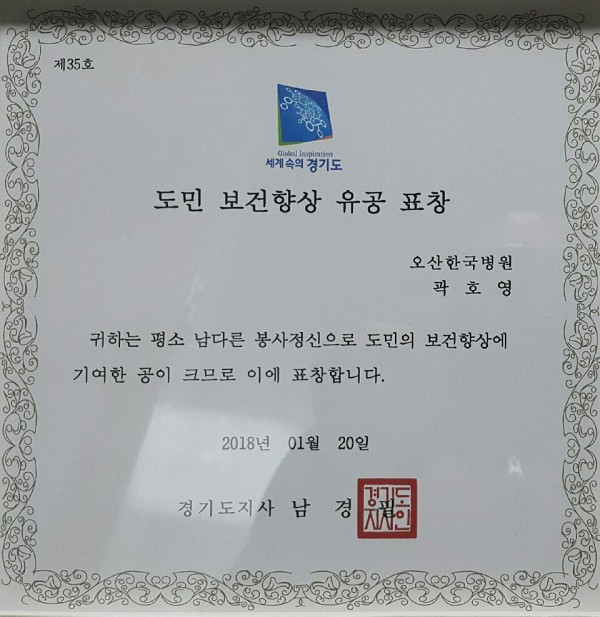 제35호
Global Inspiration
세계속의 경기도
도민 보건향상 유공 표창
오산한국병원
곽 호 영
귀하는 평소 남다른 봉사정신으로 도민의 보건향상에
기여한 공이 크므로 이에 표창합니다.
2018년 01월 20일
경기도지사 남 경 필
경기도
지사인